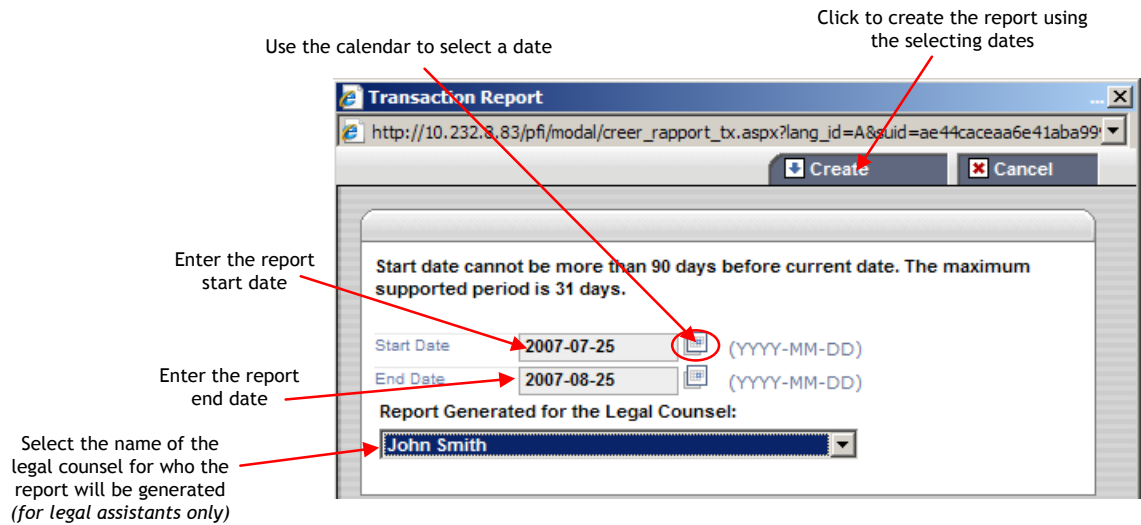 Click to create the report using
the selecting dates
Use the calendar to select a date
Transaction Report
...
http://10.232.8.83/pfi/modal/creer_rapport_tx.aspx?lang_id=A&suid=ae44caceaa6e41aba99
Create
Cancel
Enter the report
start date
Start date cannot be more than 90 days before current date. The maximum
supported period is 31 days.
Start Date 2007-07-25 (YYYY-MM-DD)
Enter the report
end date
End Date 2007-08-25 (YYYY-MM-DD)
Report Generated for the Legal Counsel:
John Smith
Select the name of the
legal counsel for who the
report will be generated
(for legal assistants only)